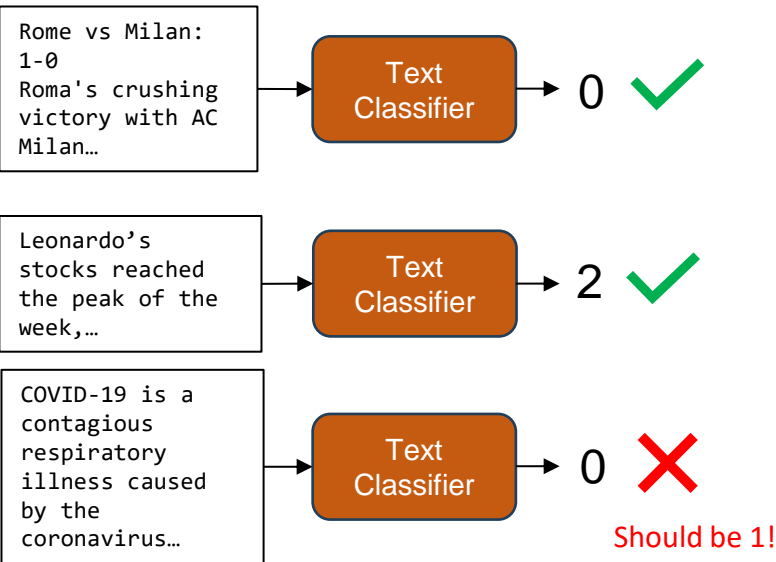 Rome vs Milan:
1-0
Roma's crushing
victory with AC
Milan…
Text
Classifier
0
Leonardo’s
stocks reached
the peak of the
week,…
Text
Classifier
2
COVID-19 is a
contagious
respiratory
illness caused
by the
coronavirus…
Text
Classifier
0
Should be 1!